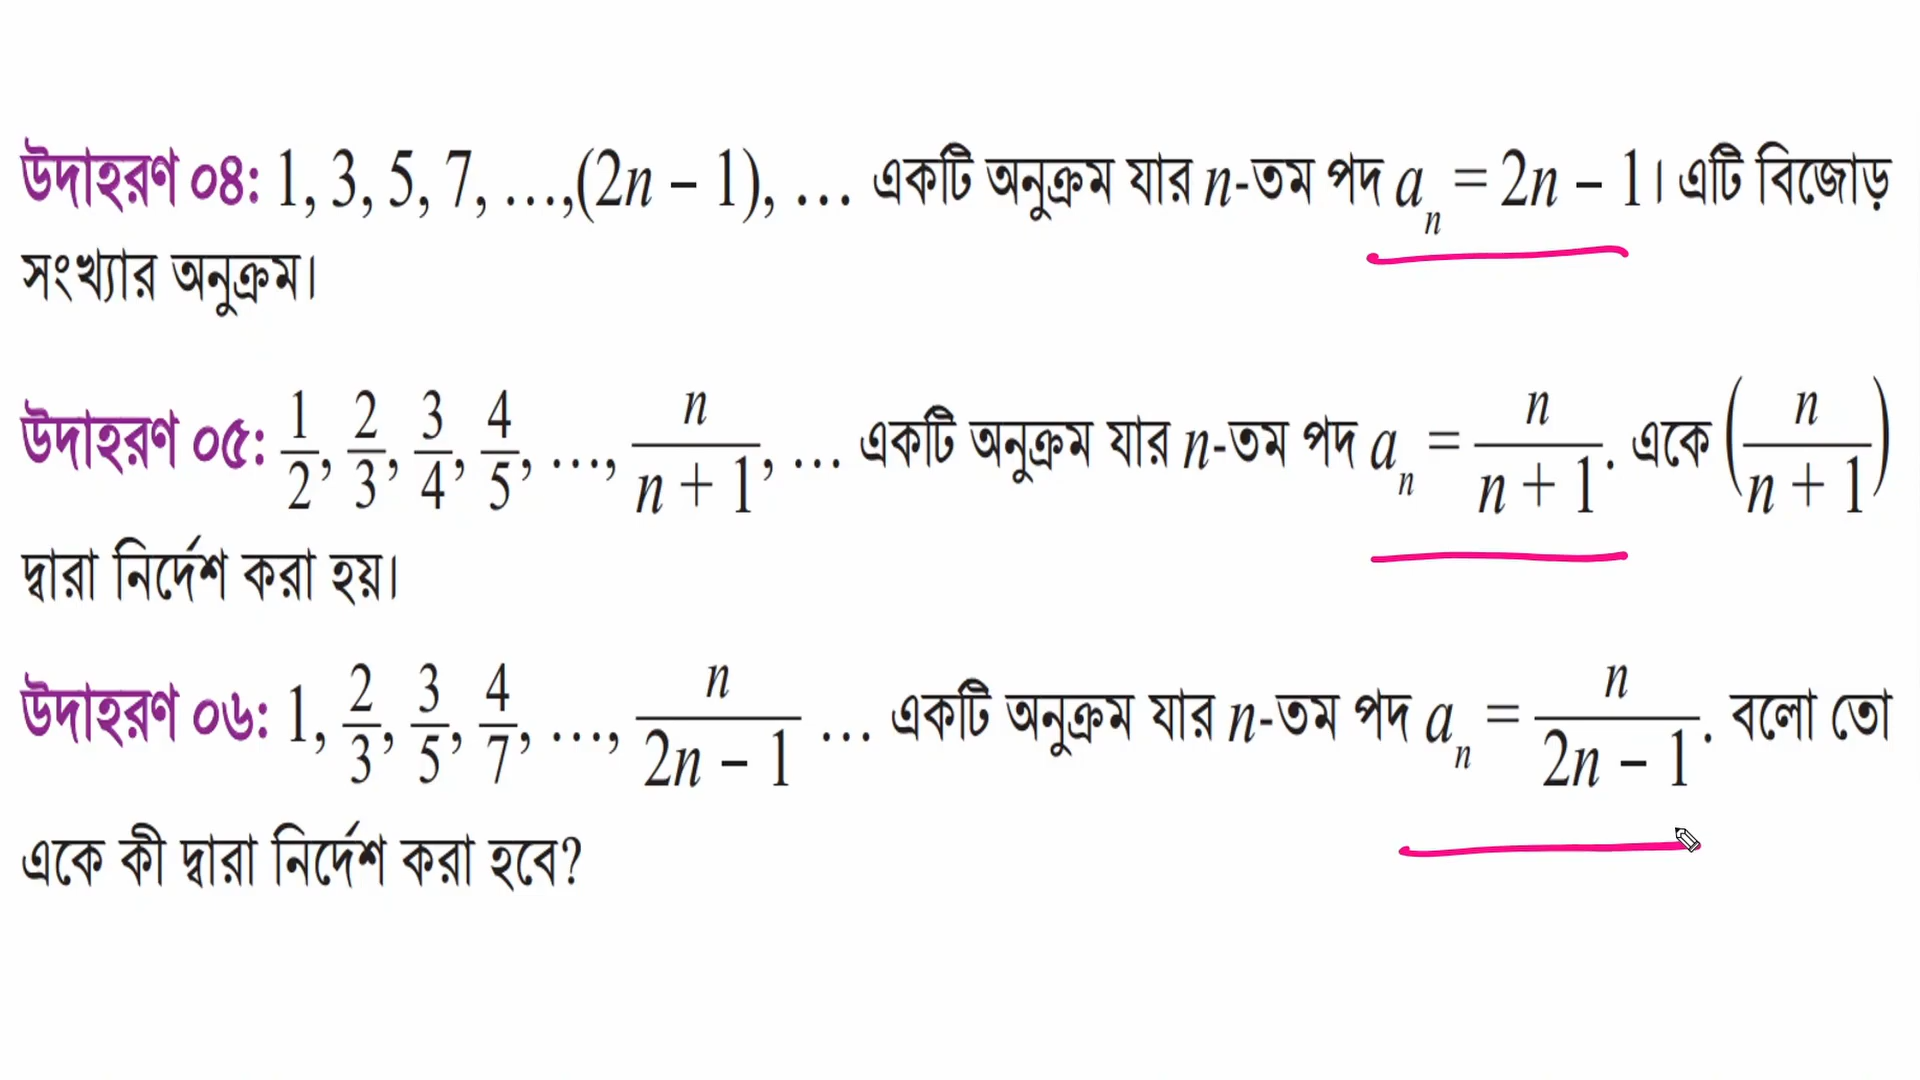 উদাহরণ ০৪: 1, 3, 5, 7, ...,(2n – 1), ... একটি অনুক্রম যার n-তম পদ aₙ = 2n – 1। এটি বিজোড়
সংখ্যার অনুক্রম।
উদাহরণ ০৫: 1/2, 2/3, 3/4, 4/5, ..., n/(n + 1), ... একটি অনুক্রম যার n-তম পদ aₙ = n/(n + 1). একে (n/(n + 1))
দ্বারা নির্দেশ করা হয়।
উদাহরণ ০৬: 1, 2/3, 3/5, 4/7, ..., n/(2n – 1) ... একটি অনুক্রম যার n-তম পদ aₙ = n/(2n – 1). বলো তো
একে কী দ্বারা নির্দেশ করা হবে?